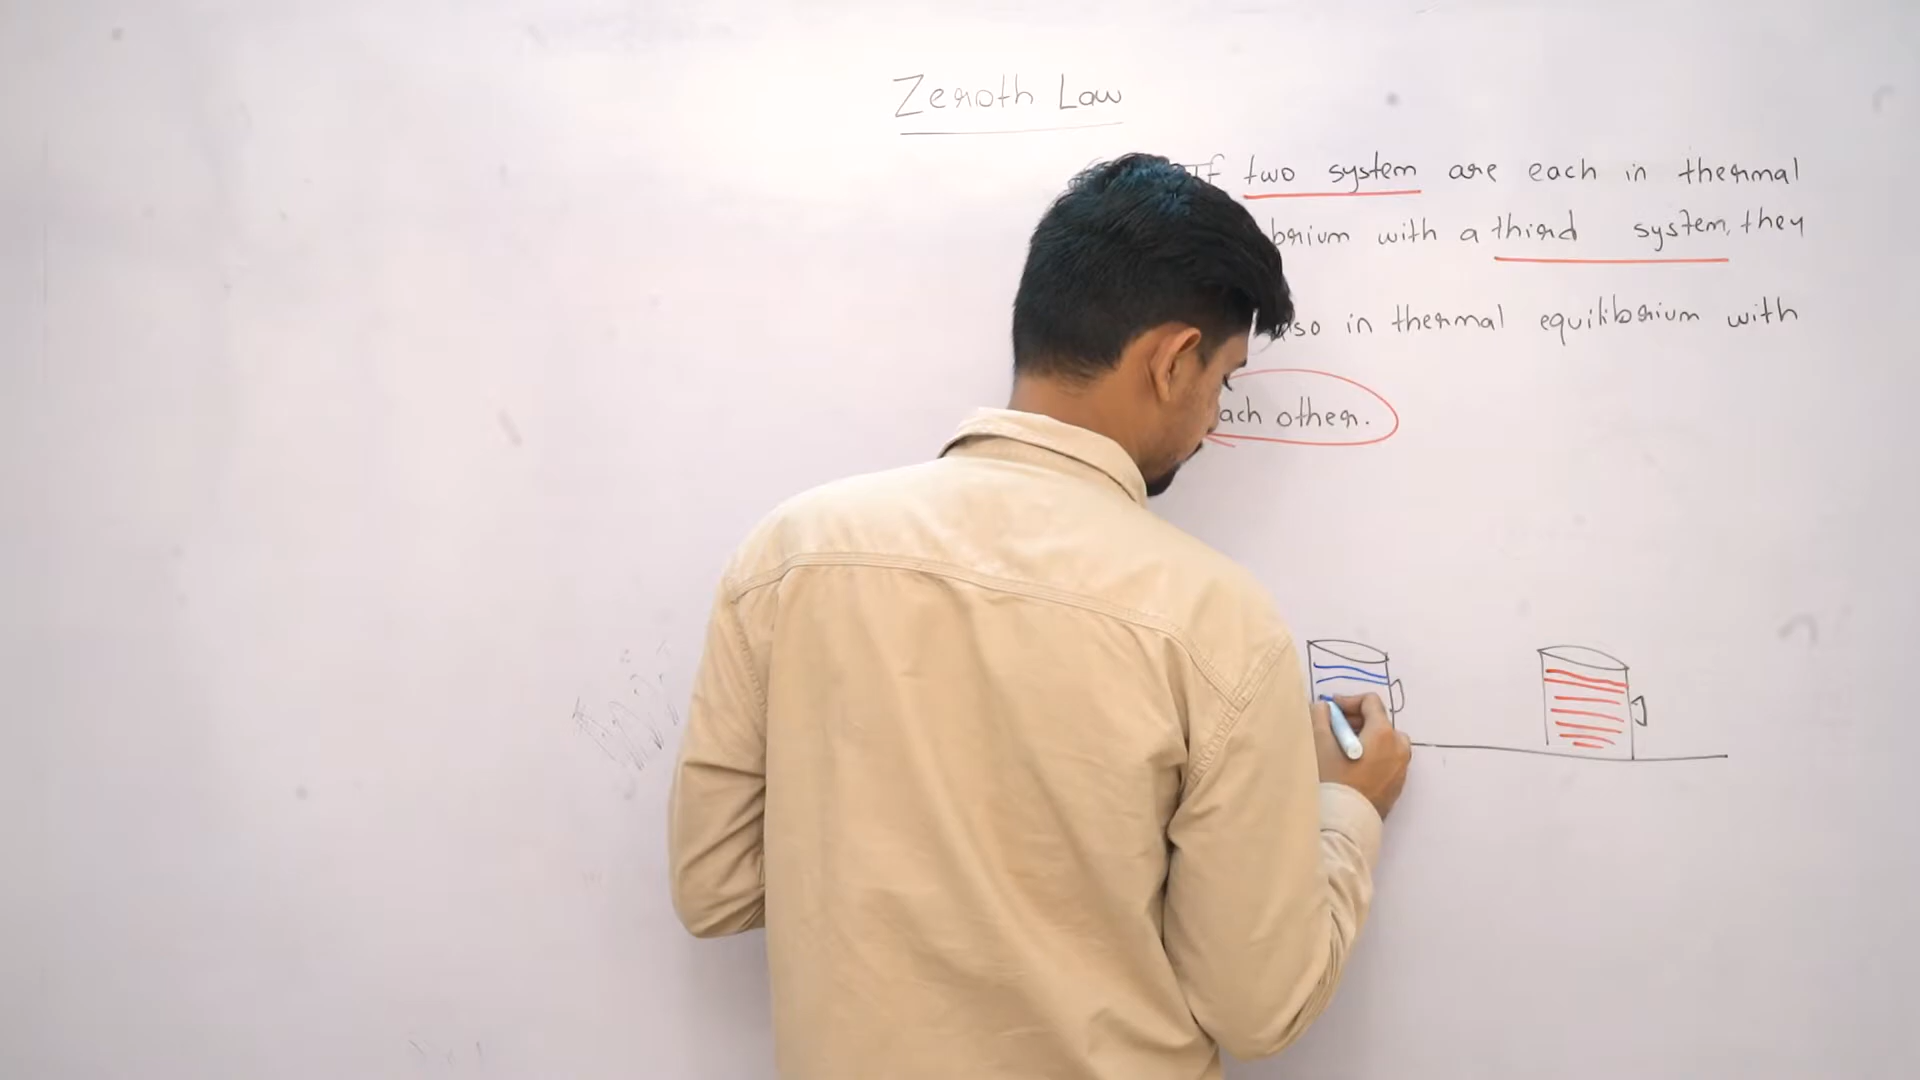 Zeroth Law
If two system are each in thermal
brium with a third system, they
lso in thermal equilibrium with
ach other.